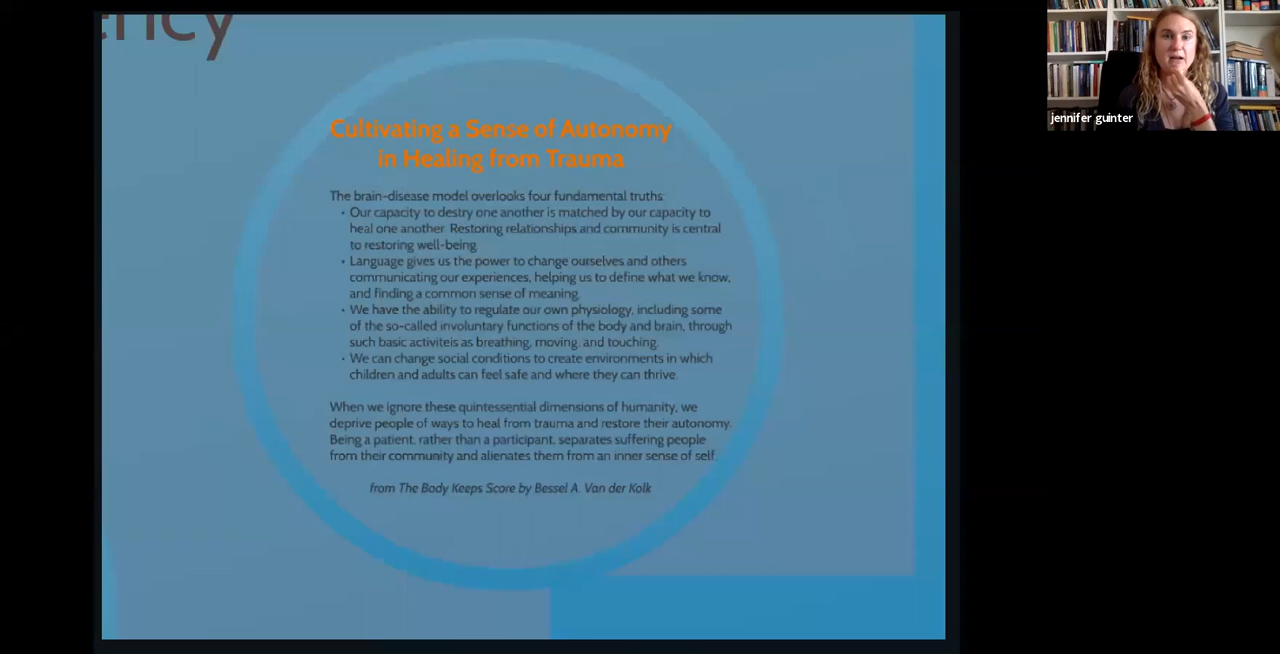 ency
jennifer guinter
Cultivating a Sense of Autonomy
in Healing from Trauma
The brain-disease model overlooks four fundamental truths:
• Our capacity to destry one another is matched by our capacity to
heal one another. Restoring relationships and community is central
to restoring well-being.
• Language gives us the power to change ourselves and others
communicating our experiences, helping us to define what we know,
and finding a common sense of meaning.
• We have the ability to regulate our own physiology, including some
of the so-called involuntary functions of the body and brain, through
such basic activiteis as breathing, moving, and touching.
• We can change social conditions to create environments in which
children and adults can feel safe and where they can thrive.
When we ignore these quintessential dimensions of humanity, we
deprive people of ways to heal from trauma and restore their autonomy.
Being a patient, rather than a participant, separates suffering people
from their community and alienates them from an inner sense of self.
from The Body Keeps Score by Bessel A. Van der Kolk